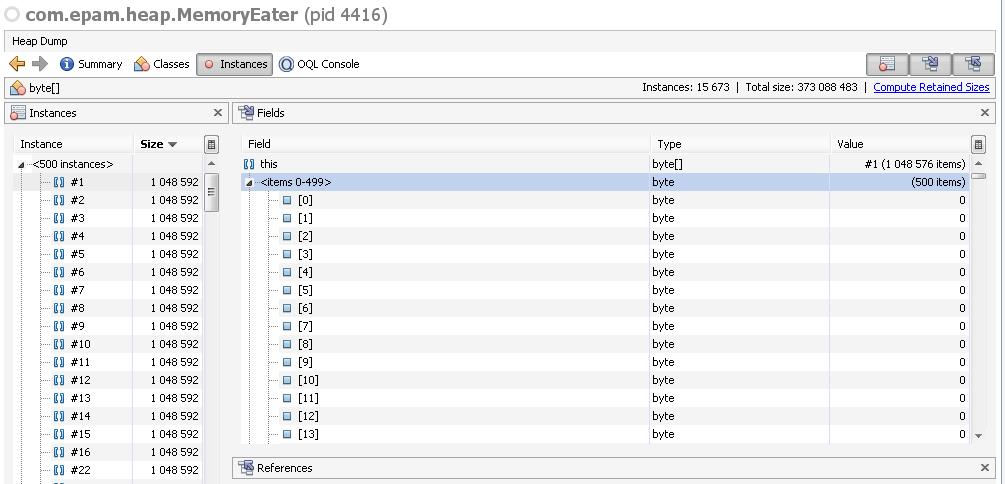 com.epam.heap.MemoryEater (pid 4416)
Heap Dump
Summary Classes Instances OQL Console
byte[] Instances: 15 673 | Total size: 373 088 483 | Compute Retained Sizes
Instances
Instance Size
<500 instances>
#1 1 048 592
#2 1 048 592
#3 1 048 592
#4 1 048 592
#5 1 048 592
#6 1 048 592
#7 1 048 592
#8 1 048 592
#9 1 048 592
#10 1 048 592
#11 1 048 592
#12 1 048 592
#13 1 048 592
#14 1 048 592
#15 1 048 592
#16 1 048 592
#22 1 048 592
Fields
Field Type Value
this byte[] #1 (1 048 576 items)
<items 0-499> byte (500 items)
[0] byte 0
[1] byte 0
[2] byte 0
[3] byte 0
[4] byte 0
[5] byte 0
[6] byte 0
[7] byte 0
[8] byte 0
[9] byte 0
[10] byte 0
[11] byte 0
[12] byte 0
[13] byte 0
References